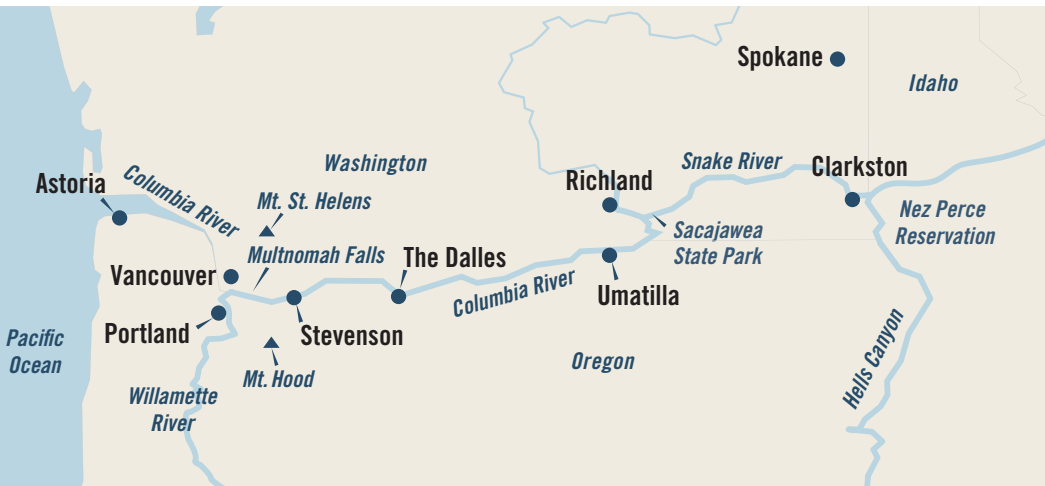 Spokane
Idaho
Washington
Snake River
Clarkston
Astoria
Columbia River
Richland
Mt. St. Helens
Nez Perce
Reservation
Sacajawea
State Park
Multnomah Falls
The Dalles
Vancouver
Columbia River
Umatilla
Portland
Stevenson
Pacific
Ocean
Oregon
Hells Canyon
Mt. Hood
Willamette
River